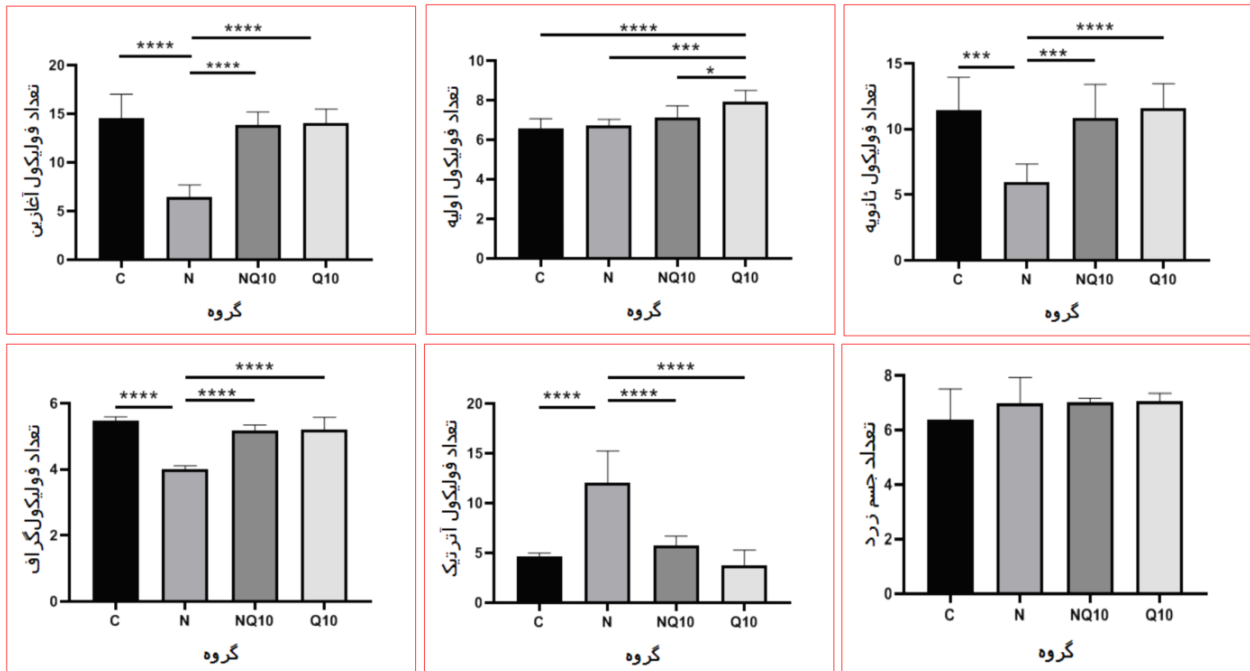 ****
**** ****
تعداد فولیکول آغازین
20
15
10
5
0
C N NQ10 Q10
گروه
****
***
*
تعداد فولیکول اولیه
10
8
6
4
2
0
C N NQ10 Q10
گروه
****
*** ***
تعداد فولیکول ثانویه
15
10
5
0
C N NQ10 Q10
گروه
****
**** ****
تعداد فولیکول‌گراف
6
4
2
0
C N NQ10 Q10
گروه
****
**** ****
تعداد فولیکول آترتیک
20
15
10
5
0
C N NQ10 Q10
گروه
تعداد جسم زرد
8
6
4
2
0
C N NQ10 Q10
گروه